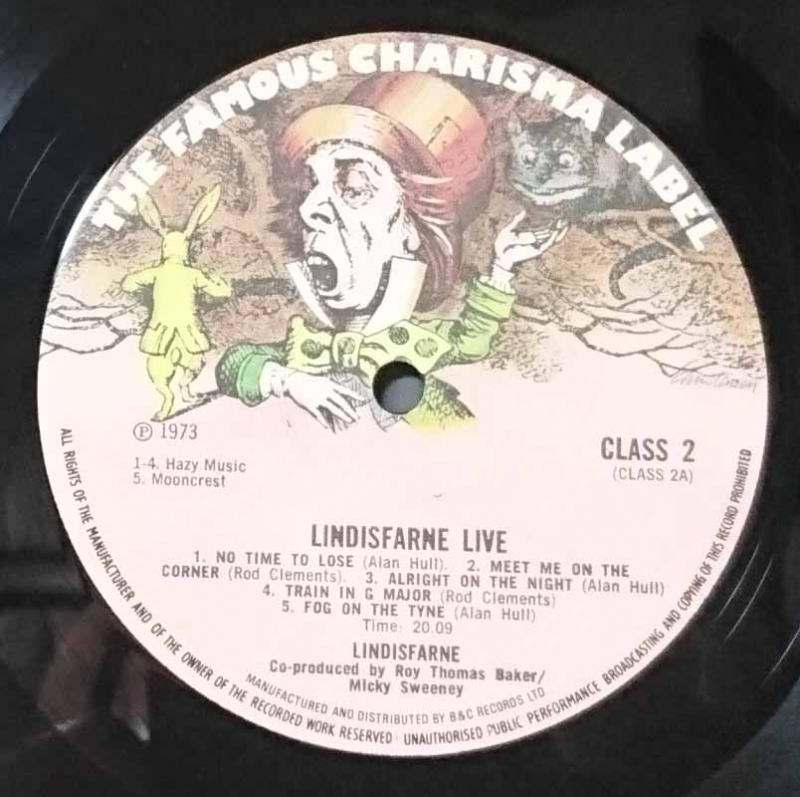 THE FAMOUS CHARISMA LABEL
℗ 1973
1-4. Hazy Music
5. Mooncrest
CLASS 2
(CLASS 2A)
LINDISFARNE LIVE
1. NO TIME TO LOSE (Alan Hull). 2. MEET ME ON THE
CORNER (Rod Clements). 3. ALRIGHT ON THE NIGHT (Alan Hull)
4. TRAIN IN G MAJOR (Rod Clements)
5. FOG ON THE TYNE (Alan Hull)
Time: 20.09
LINDISFARNE
Co-produced by Roy Thomas Baker/
Micky Sweeney
MANUFACTURED AND DISTRIBUTED BY B&C RECORDS LTD
ALL RIGHTS OF THE MANUFACTURER AND OF THE OWNER OF THE RECORDED WORK RESERVED · UNAUTHORISED PUBLIC PERFORMANCE BROADCASTING AND COPYING OF THIS RECORD PROHIBITED